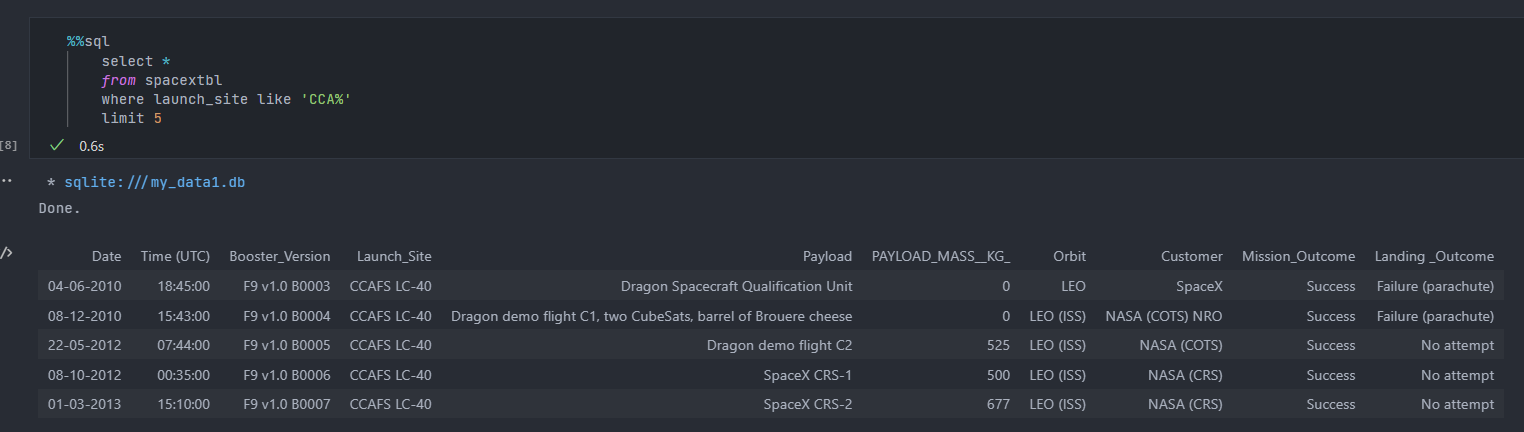 %%sql
select *
from spacextbl
where launch_site like 'CCA%'
limit 5
[8]
0.6s
* sqlite:///my_data1.db
Done.
Date Time (UTC) Booster_Version Launch_Site Payload PAYLOAD_MASS__KG_ Orbit Customer Mission_Outcome Landing _Outcome
04-06-2010 18:45:00 F9 v1.0 B0003 CCAFS LC-40 Dragon Spacecraft Qualification Unit 0 LEO SpaceX Success Failure (parachute)
08-12-2010 15:43:00 F9 v1.0 B0004 CCAFS LC-40 Dragon demo flight C1, two CubeSats, barrel of Brouere cheese 0 LEO (ISS) NASA (COTS) NRO Success Failure (parachute)
22-05-2012 07:44:00 F9 v1.0 B0005 CCAFS LC-40 Dragon demo flight C2 525 LEO (ISS) NASA (COTS) Success No attempt
08-10-2012 00:35:00 F9 v1.0 B0006 CCAFS LC-40 SpaceX CRS-1 500 LEO (ISS) NASA (CRS) Success No attempt
01-03-2013 15:10:00 F9 v1.0 B0007 CCAFS LC-40 SpaceX CRS-2 677 LEO (ISS) NASA (CRS) Success No attempt